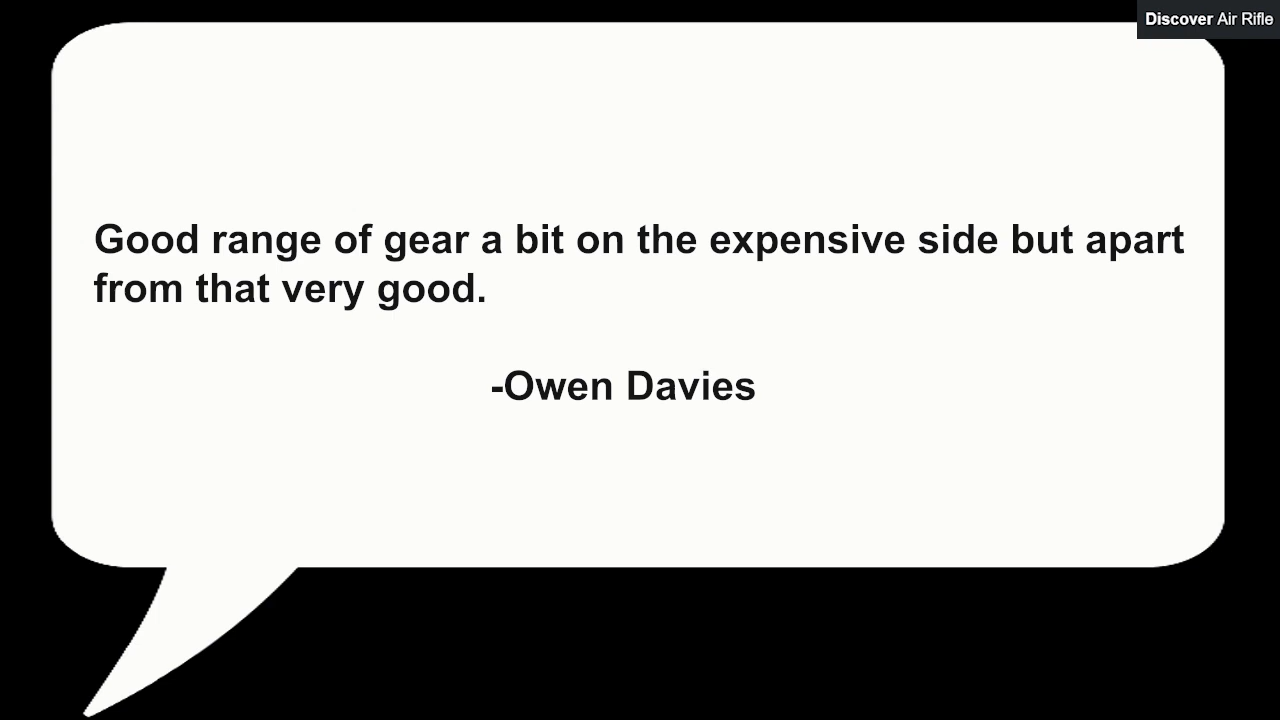 Discover Air Rifle
Good range of gear a bit on the expensive side but apart
from that very good.
-Owen Davies